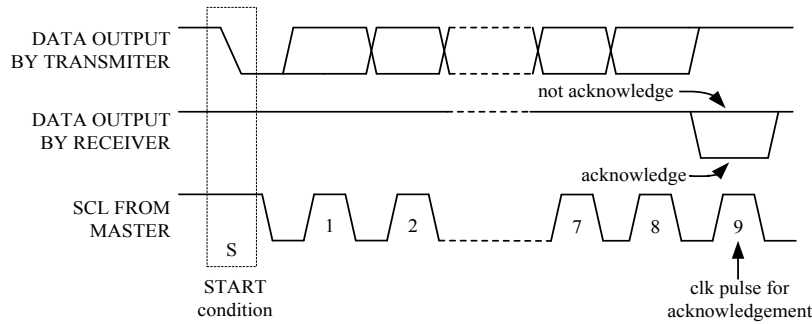 DATA OUTPUT
BY TRANSMITER
not acknowledge
DATA OUTPUT
BY RECEIVER
acknowledge
SCL FROM
MASTER
1
2
7
8
9
S
START
condition
clk pulse for
acknowledgement